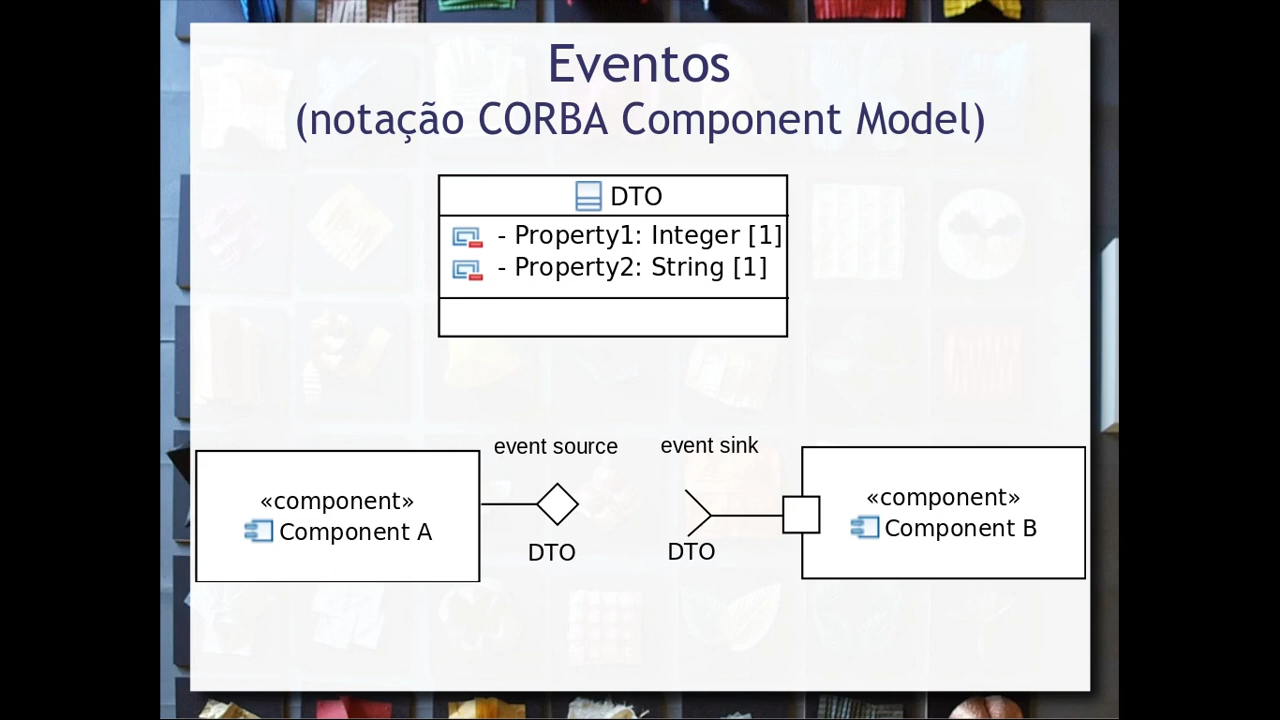 Eventos
(notação CORBA Component Model)
DTO
- Property1: Integer [1]
- Property2: String [1]
event source
event sink
«component»
Component A
DTO
DTO
«component»
Component B